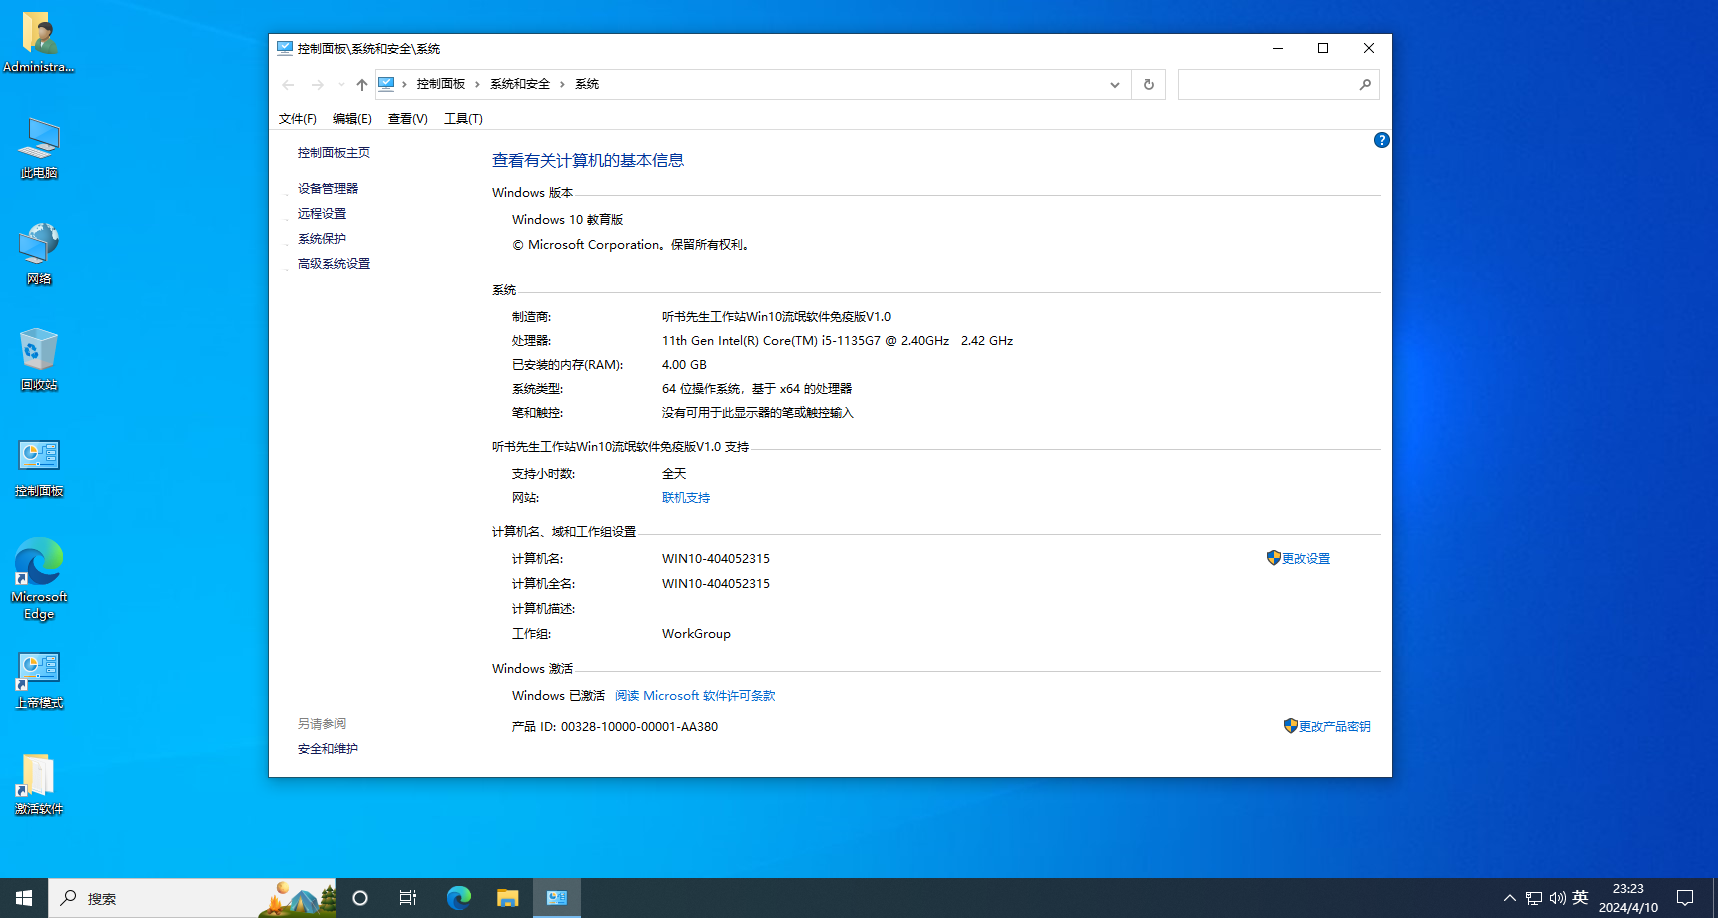 Administra...
此电脑
网络
回收站
控制面板
Microsoft
Edge
上帝模式
激活软件
控制面板\系统和安全\系统
控制面板 › 系统和安全 › 系统
文件(F) 编辑(E) 查看(V) 工具(T)
控制面板主页
设备管理器
远程设置
系统保护
高级系统设置
另请参阅
安全和维护
?
查看有关计算机的基本信息
Windows 版本
Windows 10 教育版
© Microsoft Corporation。保留所有权利。
系统
制造商: 听书先生工作站Win10流氓软件免疫版V1.0
处理器: 11th Gen Intel(R) Core(TM) i5-1135G7 @ 2.40GHz 2.42 GHz
已安装的内存(RAM): 4.00 GB
系统类型: 64 位操作系统，基于 x64 的处理器
笔和触控: 没有可用于此显示器的笔或触控输入
听书先生工作站Win10流氓软件免疫版V1.0 支持
支持小时数: 全天
网站: 联机支持
计算机名、域和工作组设置
计算机名: WIN10-404052315 更改设置
计算机全名: WIN10-404052315
计算机描述:
工作组: WorkGroup
Windows 激活
Windows 已激活 阅读 Microsoft 软件许可条款
产品 ID: 00328-10000-00001-AA380 更改产品密钥
搜索
英
23:23
2024/4/10